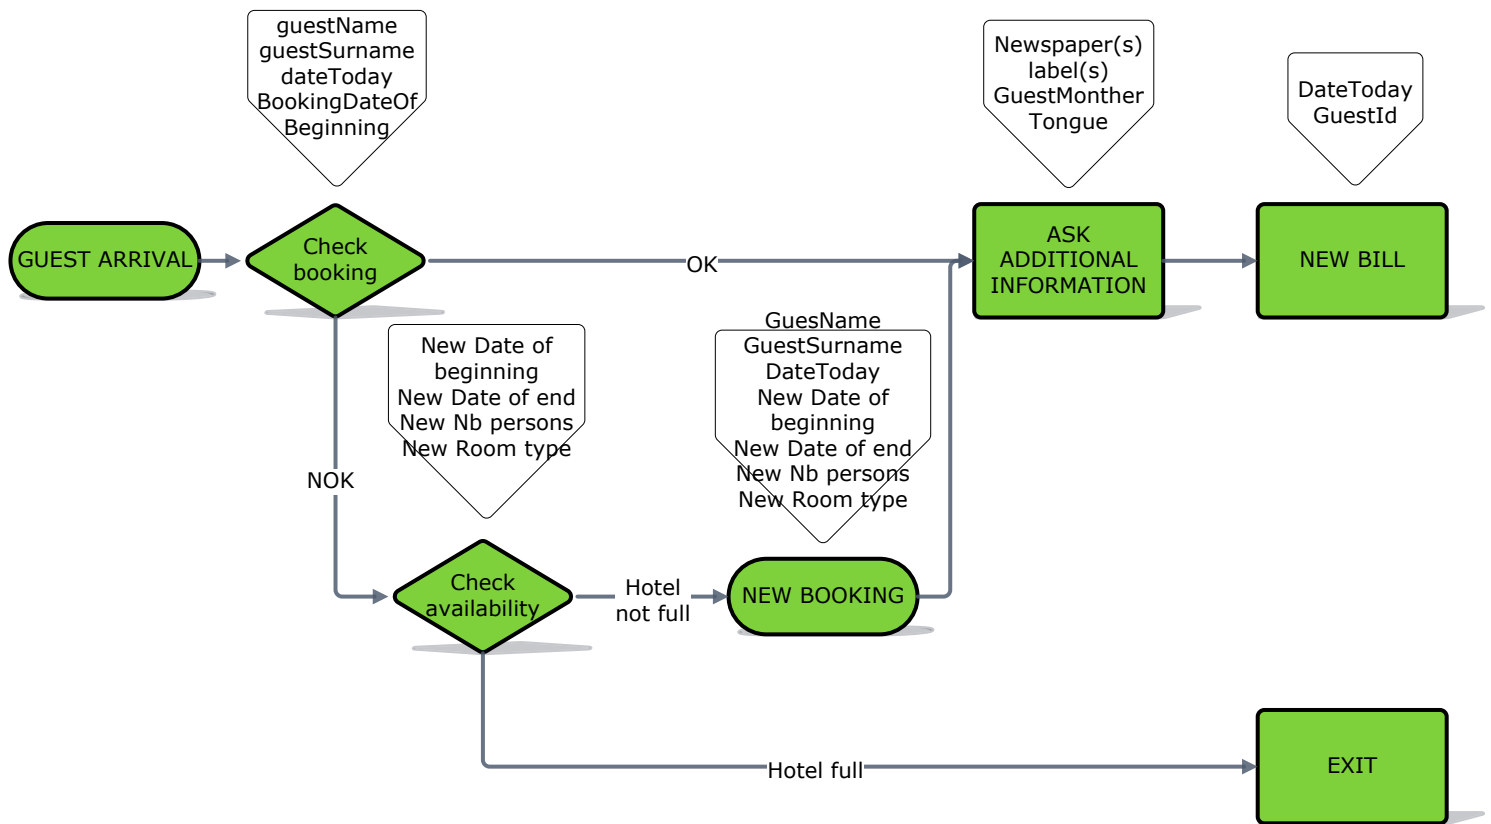 guestName
guestSurname
dateToday
BookingDateOf
Beginning
Newspaper(s)
label(s)
GuestMonther
Tongue
DateToday
GuestId
GUEST ARRIVAL
Check
booking
OK
ASK
ADDITIONAL
INFORMATION
NEW BILL
New Date of
beginning
New Date of end
New Nb persons
New Room type
GuesName
GuestSurname
DateToday
New Date of
beginning
New Date of end
New Nb persons
New Room type
NOK
Check
availability
Hotel
not full
NEW BOOKING
Hotel full
EXIT